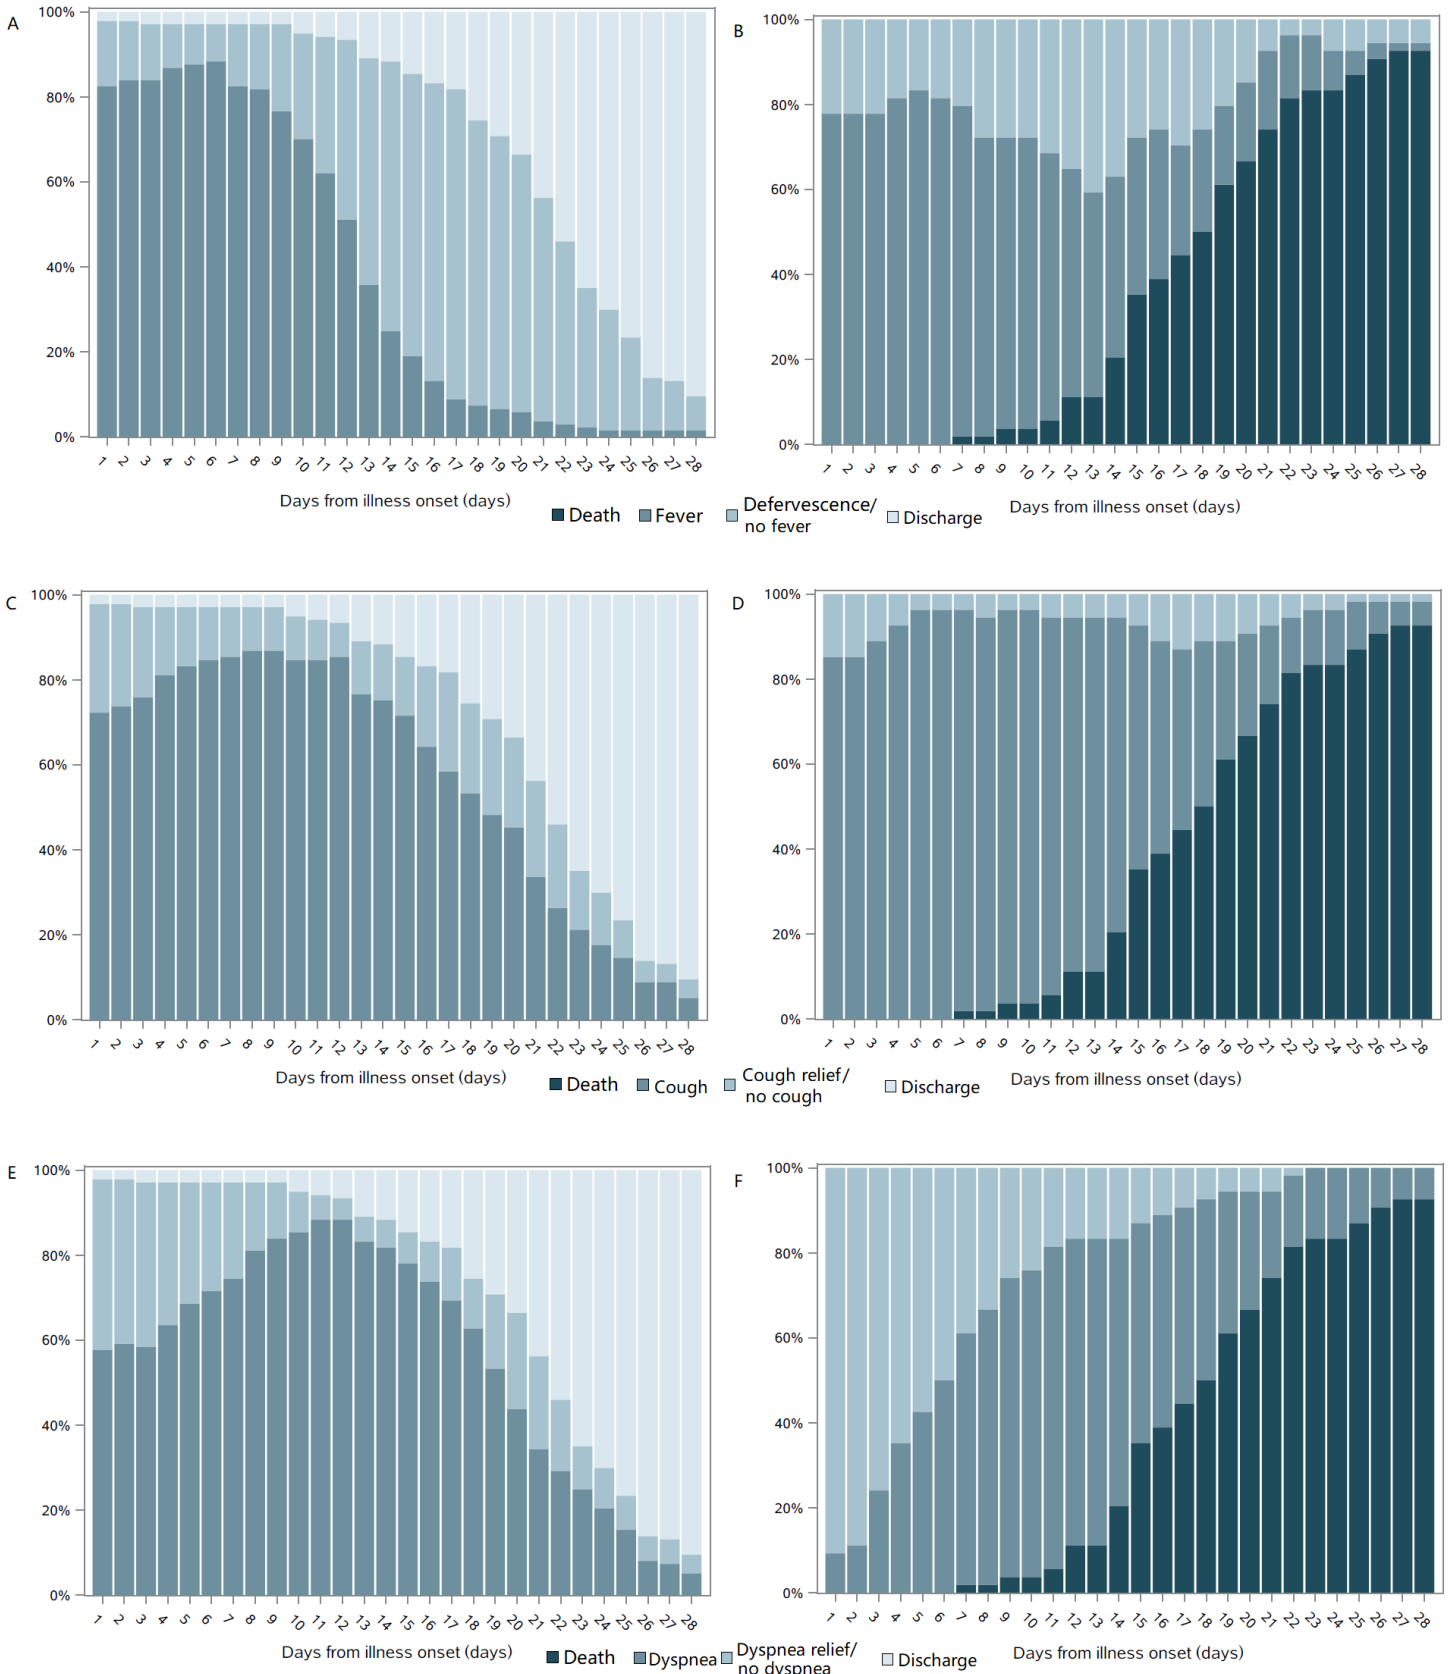 A
100%
80%
60%
40%
20%
0%
1 2 3 4 5 6 7 8 9 10 11 12 13 14 15 16 17 18 19 20 21 22 23 24 25 26 27 28
Days from illness onset (days)
B
100%
80%
60%
40%
20%
0%
1 2 3 4 5 6 7 8 9 10 11 12 13 14 15 16 17 18 19 20 21 22 23 24 25 26 27 28
Days from illness onset (days)
Death Fever Defervescence/
no fever
Discharge
C
100%
80%
60%
40%
20%
0%
1 2 3 4 5 6 7 8 9 10 11 12 13 14 15 16 17 18 19 20 21 22 23 24 25 26 27 28
Days from illness onset (days)
D
100%
80%
60%
40%
20%
0%
1 2 3 4 5 6 7 8 9 10 11 12 13 14 15 16 17 18 19 20 21 22 23 24 25 26 27 28
Days from illness onset (days)
Death Cough Cough relief/
no cough
Discharge
E
100%
80%
60%
40%
20%
0%
1 2 3 4 5 6 7 8 9 10 11 12 13 14 15 16 17 18 19 20 21 22 23 24 25 26 27 28
Days from illness onset (days)
F
100%
80%
60%
40%
20%
0%
1 2 3 4 5 6 7 8 9 10 11 12 13 14 15 16 17 18 19 20 21 22 23 24 25 26 27 28
Days from illness onset (days)
Death Dyspnea Dyspnea relief/
no dyspnea
Discharge